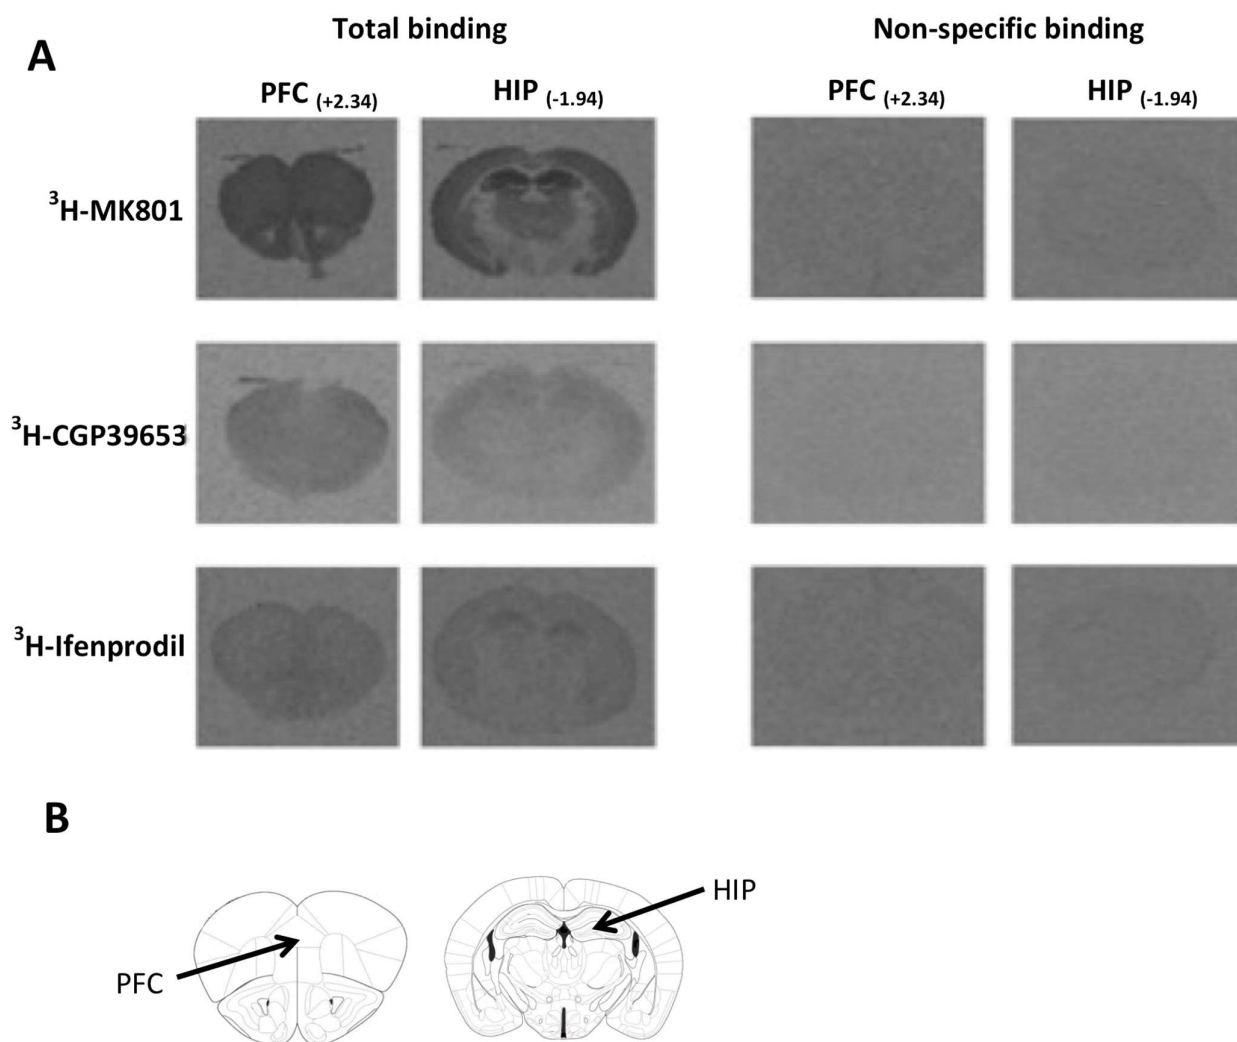 A
Total binding
Non-specific binding
PFC (+2.34)
HIP (-1.94)
PFC (+2.34)
HIP (-1.94)
³H-MK801
³H-CGP39653
³H-Ifenprodil
B
HIP
PFC